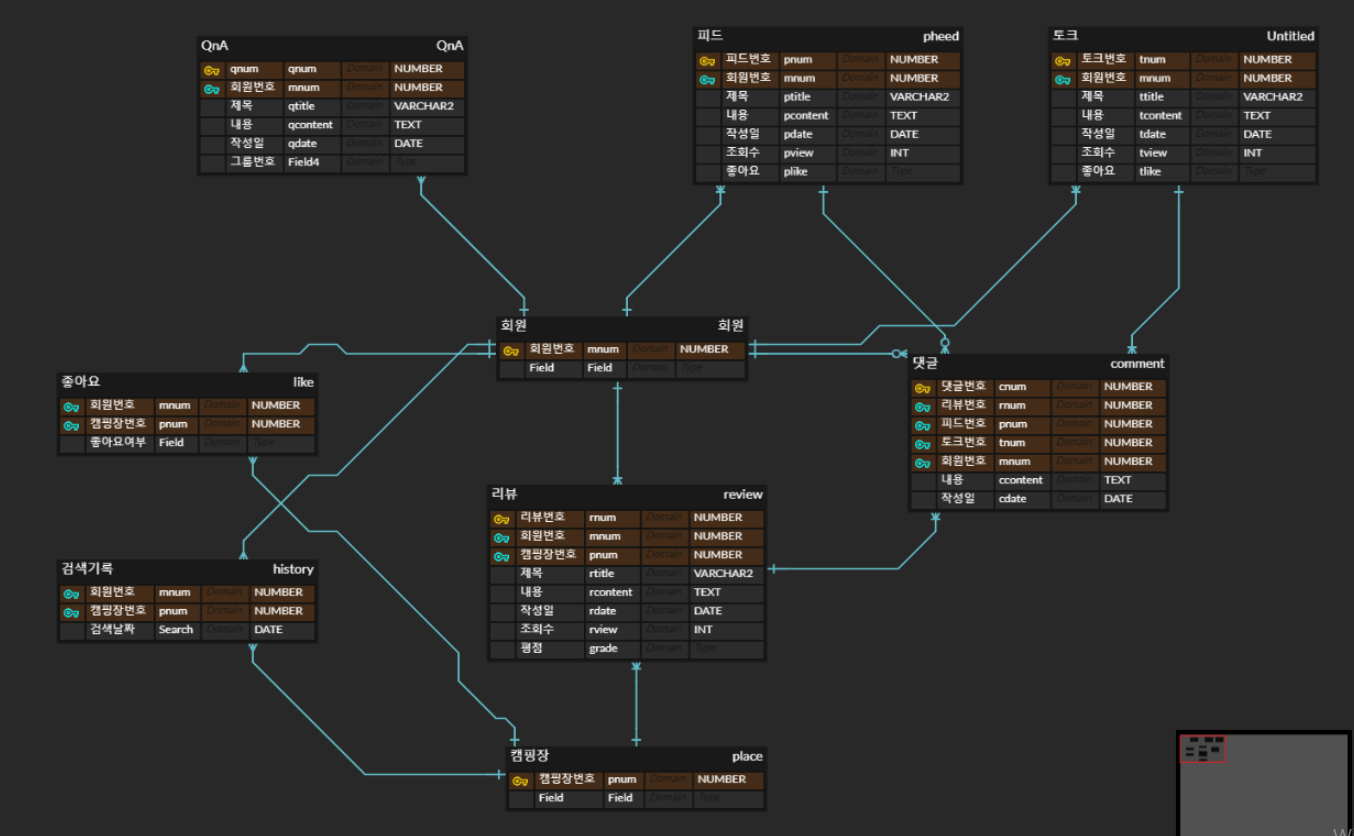 QnA QnA
qnum qnum Domain NUMBER
회원번호 mnum Domain NUMBER
제목 qtitle Domain VARCHAR2
내용 qcontent Domain TEXT
작성일 qdate Domain DATE
그룹번호 Field4 Domain Type
피드 pheed
피드번호 pnum Domain NUMBER
회원번호 mnum Domain NUMBER
제목 ptitle Domain VARCHAR2
내용 pcontent Domain TEXT
작성일 pdate Domain DATE
조회수 pview Domain INT
좋아요 plike Domain Type
토크 Untitled
토크번호 tnum Domain NUMBER
회원번호 mnum Domain NUMBER
제목 ttitle Domain VARCHAR2
내용 tcontent Domain TEXT
작성일 tdate Domain DATE
조회수 tview Domain INT
좋아요 tlike Domain Type
회원 회원
회원번호 mnum Domain NUMBER
Field Field Domain Type
좋아요 like
회원번호 mnum Domain NUMBER
캠핑장번호 pnum Domain NUMBER
좋아요여부 Field Domain Type
댓글 comment
댓글번호 cnum Domain NUMBER
리뷰번호 rnum Domain NUMBER
피드번호 pnum Domain NUMBER
토크번호 tnum Domain NUMBER
회원번호 mnum Domain NUMBER
내용 ccontent Domain TEXT
작성일 cdate Domain DATE
리뷰 review
리뷰번호 rnum Domain NUMBER
회원번호 mnum Domain NUMBER
캠핑장번호 pnum Domain NUMBER
제목 rtitle Domain VARCHAR2
내용 rcontent Domain TEXT
작성일 rdate Domain DATE
조회수 rview Domain INT
평점 grade Domain Type
검색기록 history
회원번호 mnum Domain NUMBER
캠핑장번호 pnum Domain NUMBER
검색날짜 Search Domain DATE
캠핑장 place
캠핑장번호 pnum Domain NUMBER
Field Field Domain Type